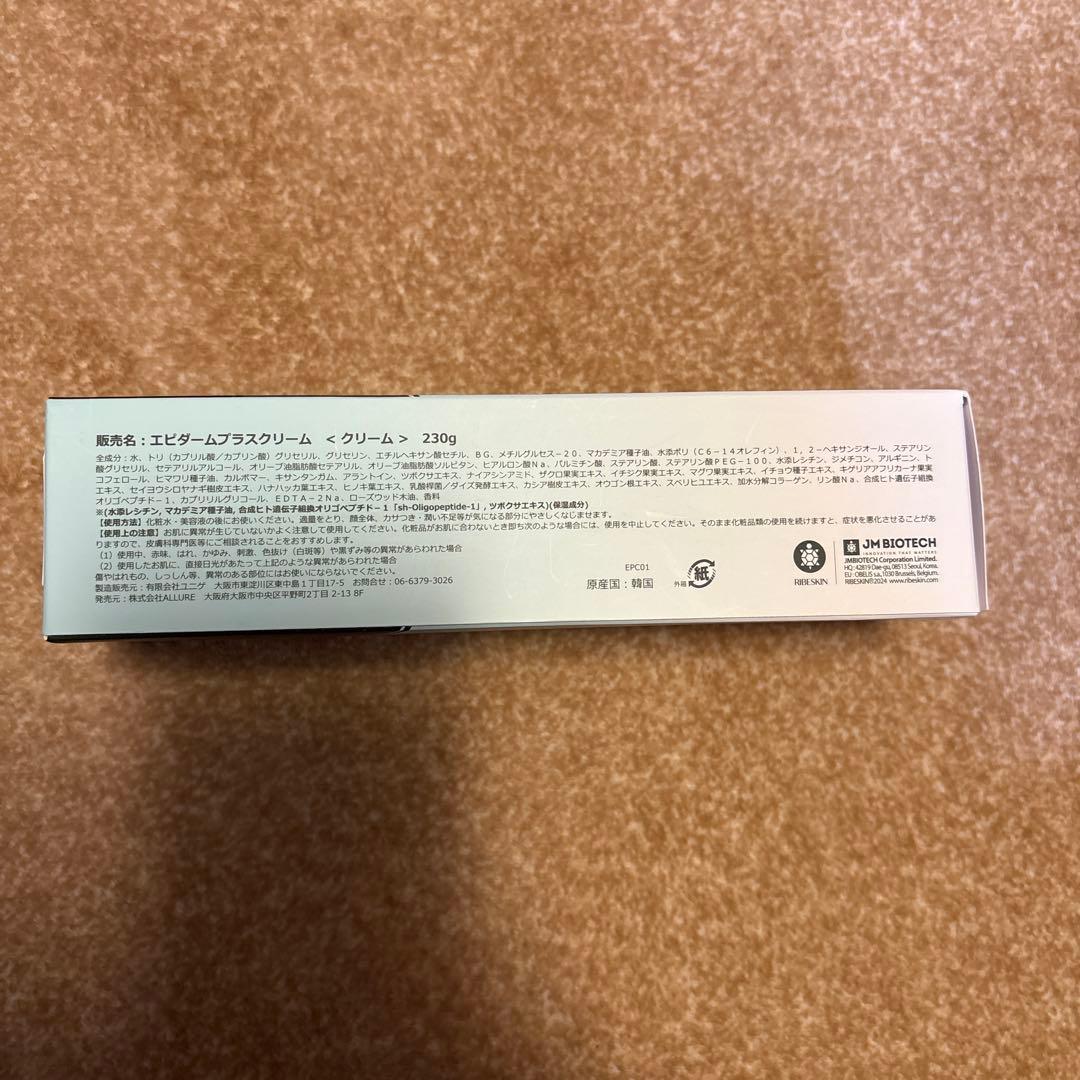 販売名：エピダームプラスクリーム　< クリーム >　230g
全成分：水、トリ（カプリル酸／カプリン酸）グリセリル、グリセリン、エチルヘキサン酸セチル、ＢＧ、メチルグルセス－20、マカデミア種子油、水添ポリ（Ｃ６－１４オレフィン）、１，２－ヘキサンジオール、ステアリン
酸グリセリル、セテアリルアルコール、オリーブ油脂肪酸セテアリル、オリーブ油脂肪酸ソルビタン、ヒアルロン酸Ｎａ、パルミチン酸、ステアリン酸、ステアリン酸ＰＥＧ－100、水添レシチン、ジメチコン、アルギニン、ト
コフェロール、ヒマワリ種子油、カルボマー、キサンタンガム、アラントイン、ツボクサエキス、ナイアシンアミド、ザクロ果実エキス、イチジク果実エキス、マグワ果実エキス、イチョウ種子エキス、キゲリアアフリカーナ果実
エキス、セイヨウシロヤナギ樹皮エキス、ハナハッカ葉エキス、ヒノキ葉エキス、乳酸桿菌／ダイズ発酵エキス、カシア樹皮エキス、オウゴン根エキス、スベリヒユエキス、加水分解コラーゲン、リン酸Ｎａ、合成ヒト遺伝子組換
オリゴペプチド－１、カプリリルグリコール、ＥＤＴＡ－２Ｎａ、ローズウッド木油、香料
※(水添レシチン, マカデミア種子油, 合成ヒト遺伝子組換オリゴペプチド－１「sh-Oligopeptide-1」, ツボクサエキス)(保湿成分)
【使用方法】化粧水・美容液の後にお使いください。適量をとり、顔全体、カサつき・潤い不足等が気になる部分にやさしくなじませます。
【使用上の注意】お肌に異常が生じていないかよく注意して使用してください。化粧品がお肌に合わないとき即ち次のような場合には、使用を中止してください。そのまま化粧品類の使用を続けますと、症状を悪化させることがあ
りますので、皮膚科専門医等にご相談されることをおすすめします。
（1）使用中、赤味、はれ、かゆみ、刺激、色抜け（白斑等）や黒ずみ等の異常があらわれた場合
（2）使用したお肌に、直接日光があたって上記のような異常があらわれた場合
傷やはれもの、しっしん等、異常のある部位にはお使いにならないでください。
製造販売元：有限会社ユニゲ　大阪市東淀川区東中島１丁目17-5　お問合せ：06-6379-3026
発売元：株式会社ALLURE　大阪府大阪市中央区平野町2丁目 2-13 8F
EPC01
原産国：韓国
外箱
紙
RIBESKIN
JM BIOTECH
INNOVATION THAT MATTERS
JMBIOTECH Corporation Limited.
HQ : 42819 Dae-gu, 08513 Seoul, Korea.
EU : OBELIS s.a, 1030 Brussels, Belgium.
RIBESKIN®2024 www.ribeskin.com